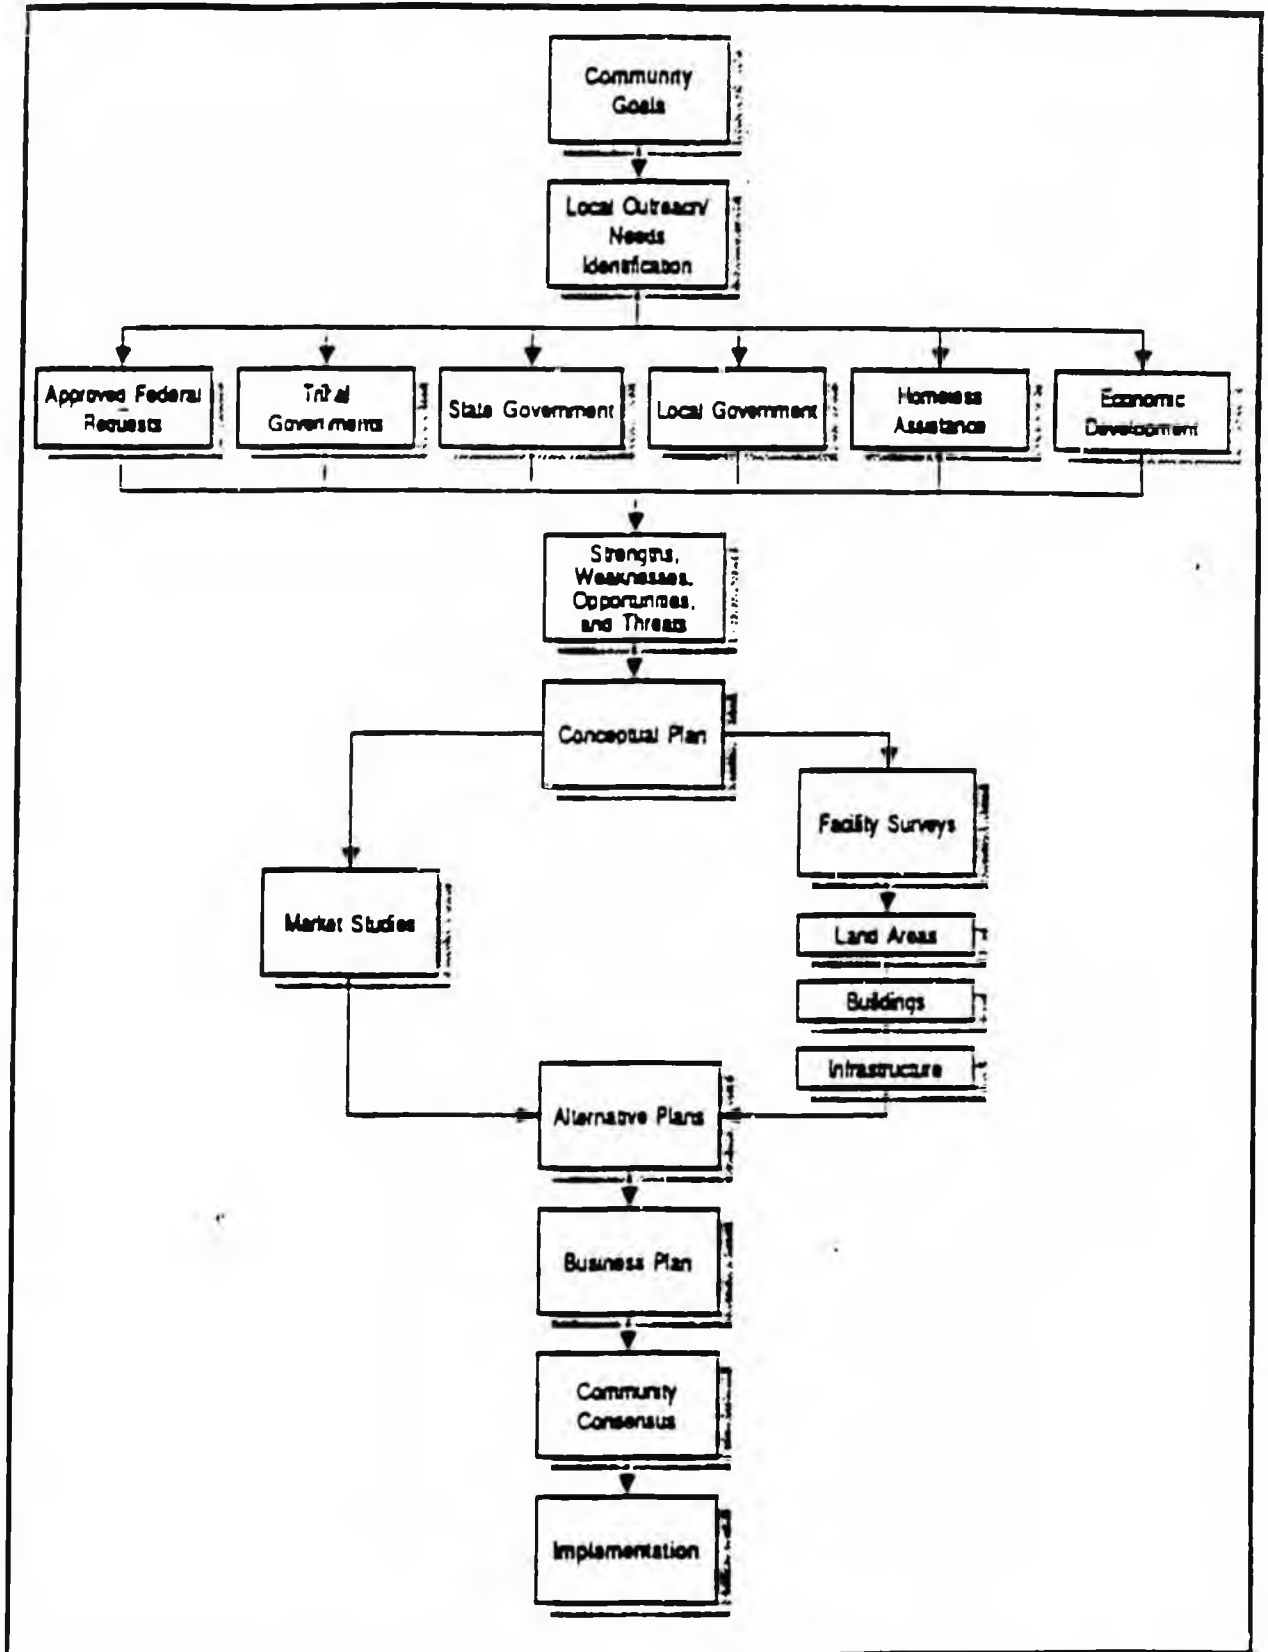 Community
Goals
Local Outreach/
Needs
Identification
Approved Federal
Requests
Tribal
Governments
State Government
Local Government
Homeless
Assistance
Economic
Development
Strengths,
Weaknesses,
Opportunities,
and Threats
Conceptual Plan
Facility Surveys
Market Studies
Land Areas
Buildings
Infrastructure
Alternative Plans
Business Plan
Community
Consensus
Implementation